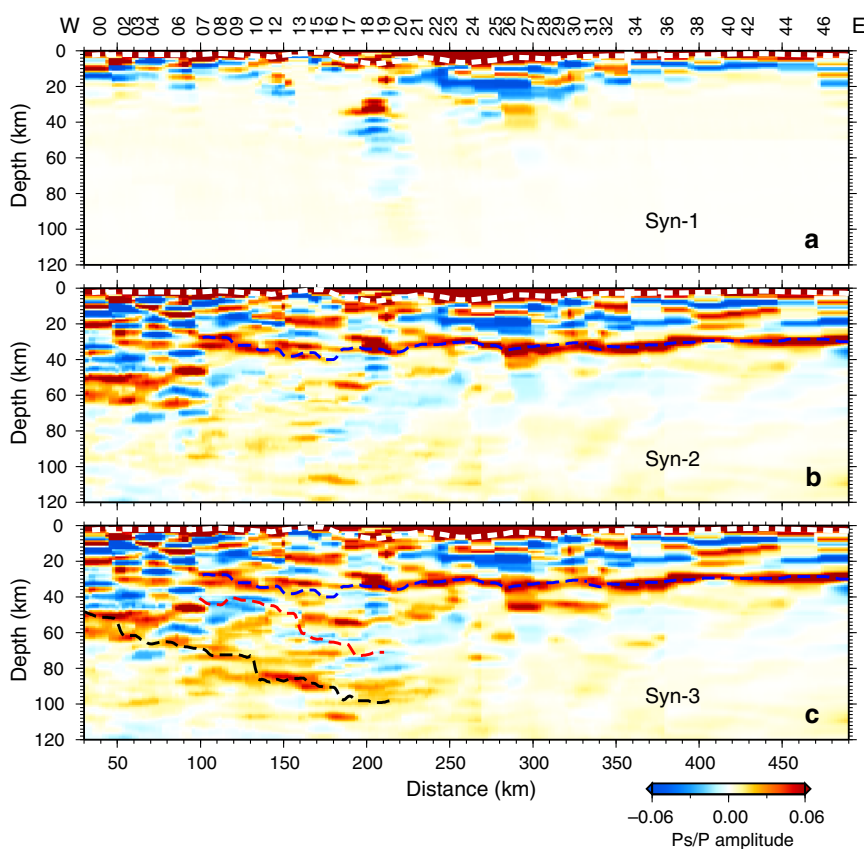 W 00 02 03 04 06 07 08 09 10 12 13 15 16 17 18 19 20 21 22 23 24 25 26 27 28 29 30 31 32 34 36 38 40 42 44 46 E
0
20
40
60
80
100
120
Depth (km)
Syn-1
a
0
20
40
60
80
100
120
Depth (km)
Syn-2
b
0
20
40
60
80
100
120
Depth (km)
Syn-3
c
50 100 150 200 250 300 350 400 450
Distance (km)
−0.06 0.00 0.06
Ps/P amplitude